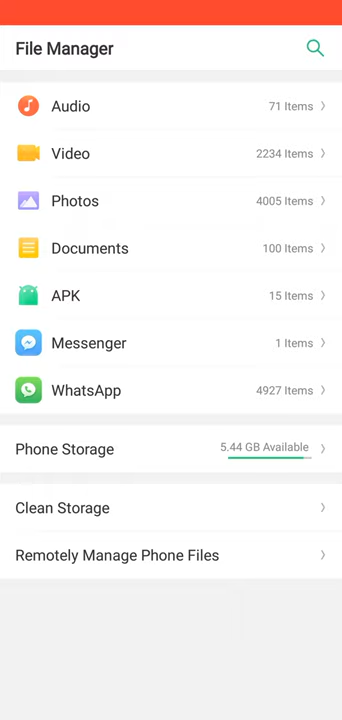 File Manager
Audio 71 Items
Video 2234 Items
Photos 4005 Items
Documents 100 Items
APK 15 Items
Messenger 1 Items
WhatsApp 4927 Items
Phone Storage 5.44 GB Available
Clean Storage
Remotely Manage Phone Files